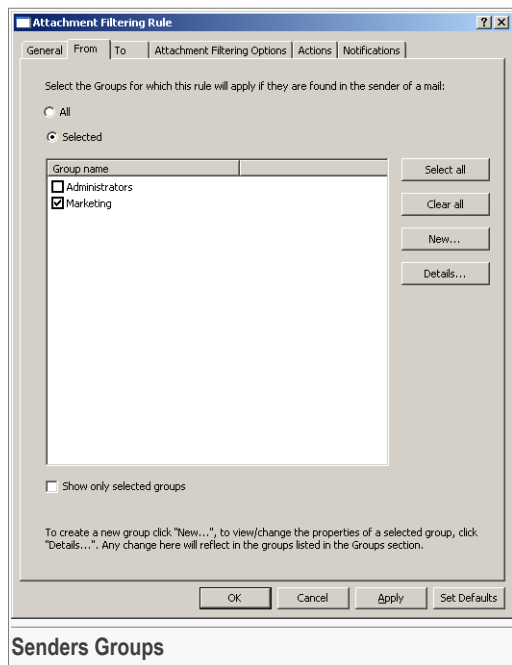 Attachment Filtering Rule
General From To Attachment Filtering Options Actions Notifications
Select the Groups for which this rule will apply if they are found in the sender of a mail:
All
Selected
Group name
Administrators
Marketing
Select all
Clear all
New...
Details...
Show only selected groups
To create a new group click "New...", to view/change the properties of a selected group, click
"Details...". Any change here will reflect in the groups listed in the Groups section.
OK Cancel Apply Set Defaults
Senders Groups